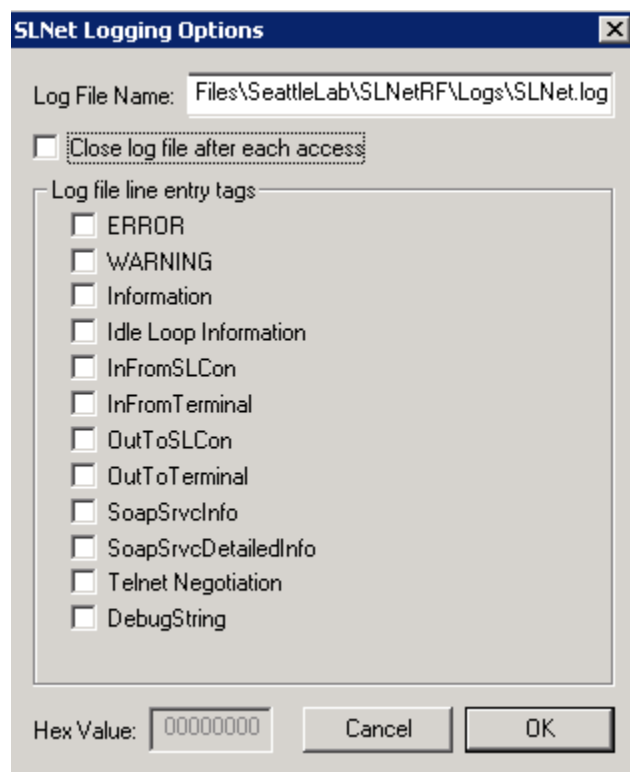 SLNet Logging Options
Log File Name: Files\SeattleLab\SLNetRF\Logs\SLNet.log
Close log file after each access
Log file line entry tags
ERROR
WARNING
Information
Idle Loop Information
InFromSLCon
InFromTerminal
OutToSLCon
OutToTerminal
SoapSrvcInfo
SoapSrvcDetailedInfo
Telnet Negotiation
DebugString
Hex Value: 00000000 Cancel OK